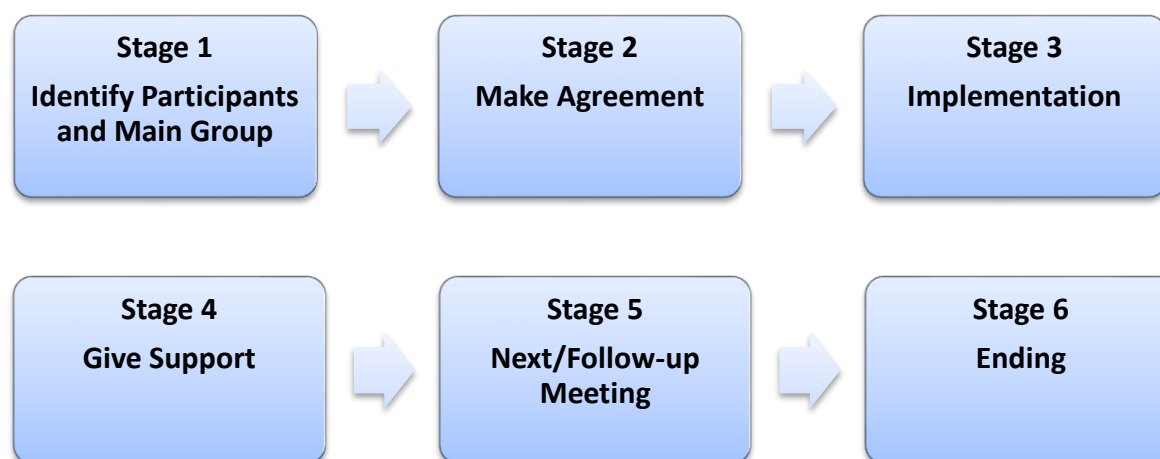 Stage 1
Identify Participants
and Main Group
Stage 2
Make Agreement
Stage 3
Implementation
Stage 4
Give Support
Stage 5
Next/Follow-up
Meeting
Stage 6
Ending